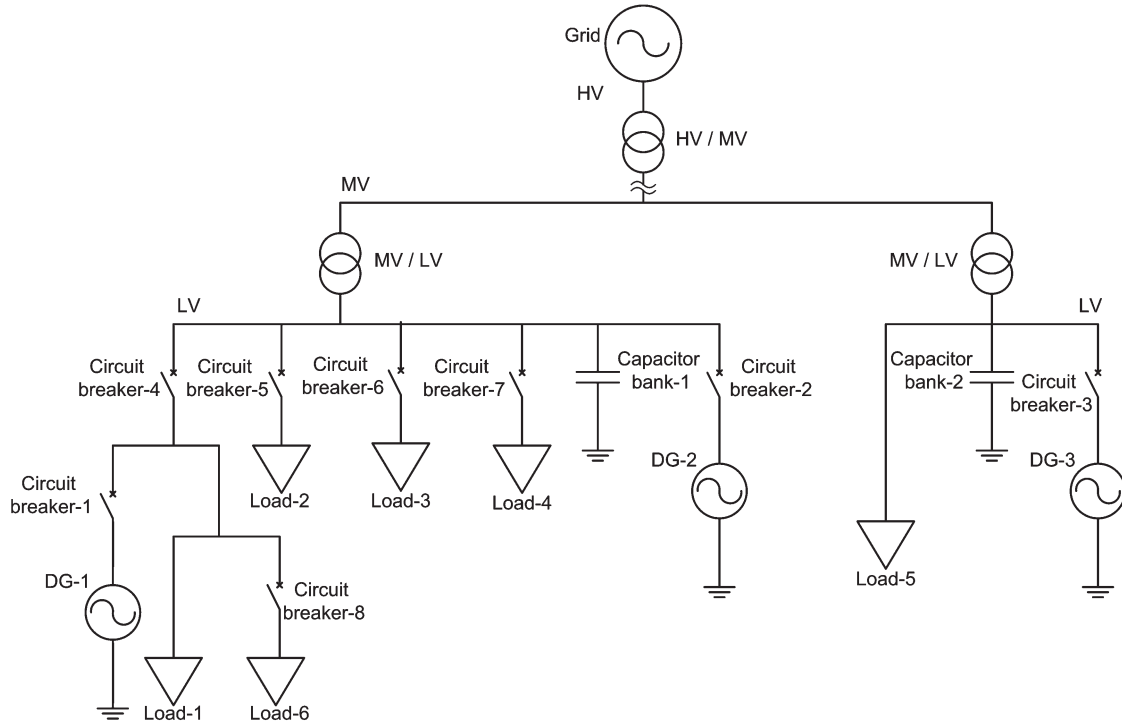 Grid
HV
HV / MV
MV
MV / LV
MV / LV
LV
LV
Circuit
breaker-4
Circuit
breaker-5
Circuit
breaker-6
Circuit
breaker-7
Capacitor
bank-1
Circuit
breaker-2
Capacitor
bank-2
Circuit
breaker-3
Circuit
breaker-1
Load-2
Load-3
Load-4
DG-2
DG-3
DG-1
Circuit
breaker-8
Load-5
Load-1
Load-6